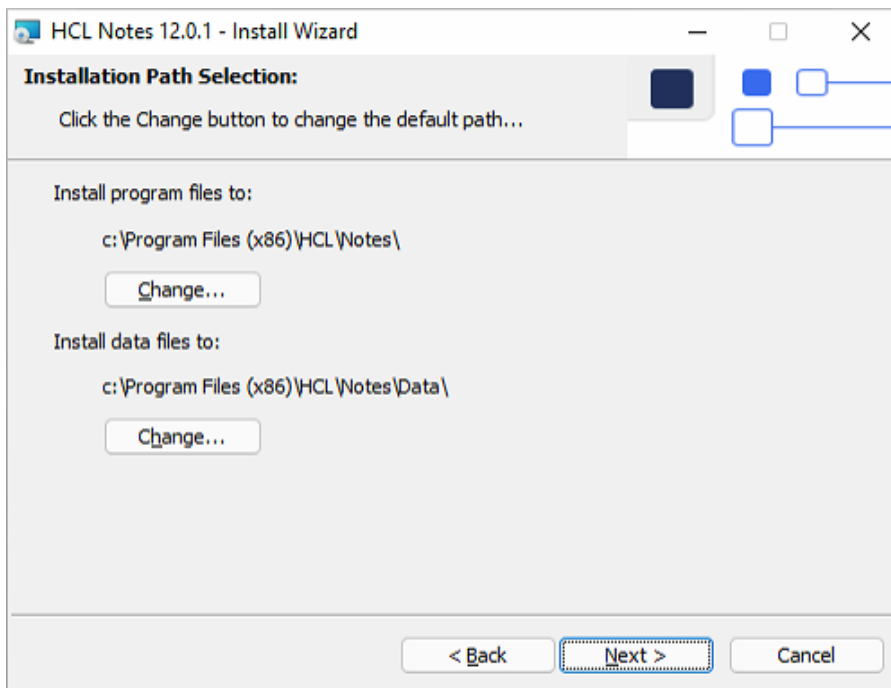 HCL Notes 12.0.1 - Install Wizard
Installation Path Selection:
Click the Change button to change the default path...
Install program files to:
c:\Program Files (x86)\HCL\Notes\
Change...
Install data files to:
c:\Program Files (x86)\HCL\Notes\Data\
Change...
< Back Next > Cancel